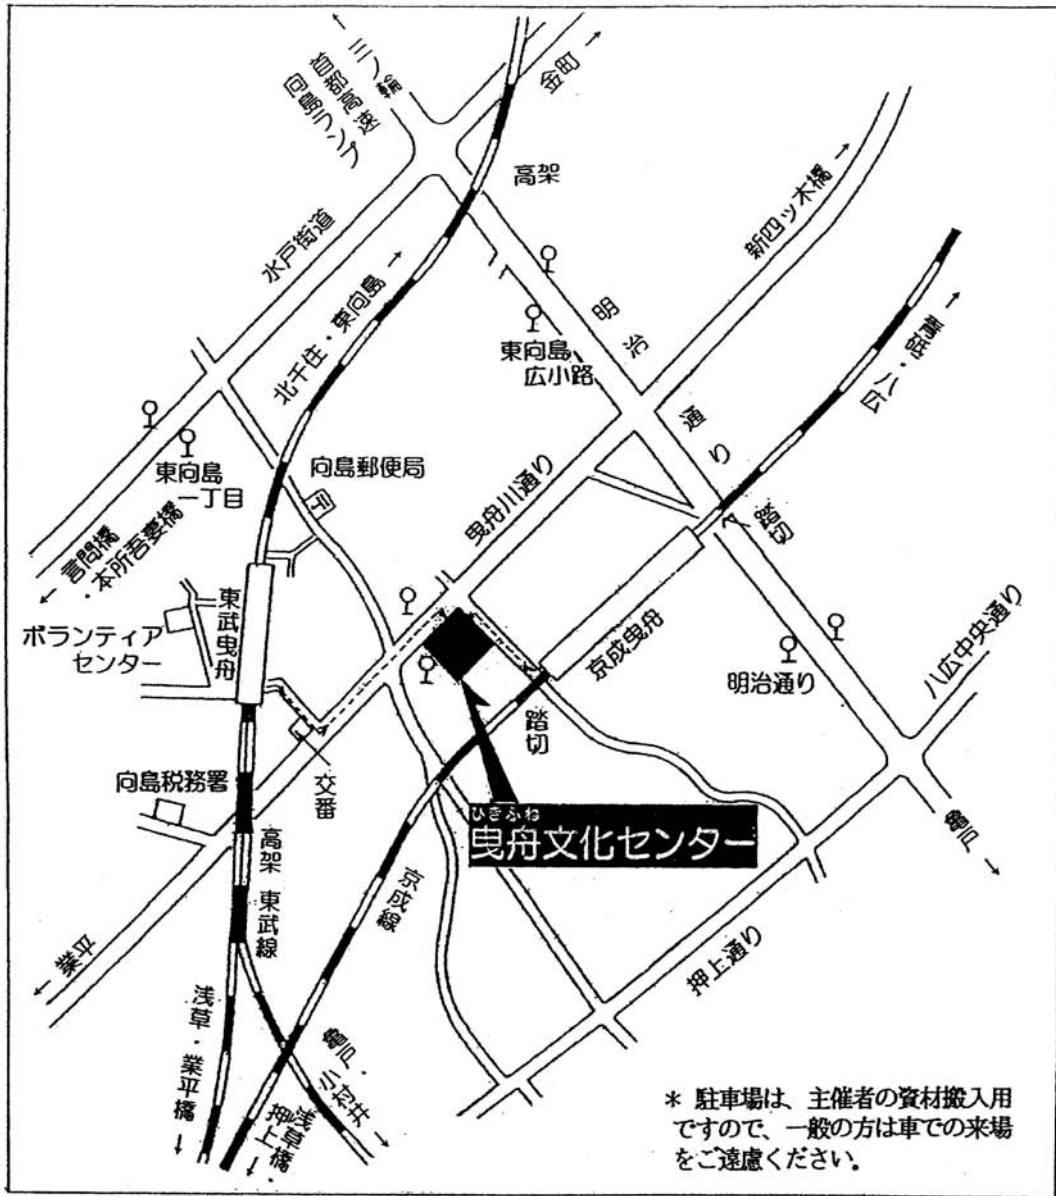 三ノ輪
首都高速
向島ランプ
金町
高架
水戸街道
新四ッ木橋
北千住・東向島
明治通り
東向島
広小路
青砥・八広
東向島
一丁目
向島郵便局
曳舟川通り
踏切
言問橋
・本所吾妻橋
ボランティア
センター
東武曳舟
京成曳舟
明治通り
八広中央通り
向島税務署
交番
踏切
ひきふね
曳舟文化センター
亀戸
高架
東武線
京成線
押上通り
業平
浅草・業平橋
亀戸・
小村井
浅草橋・
押上
* 駐車場は、主催者の資材搬入用
ですので、一般の方は車での来場
をご遠慮ください。